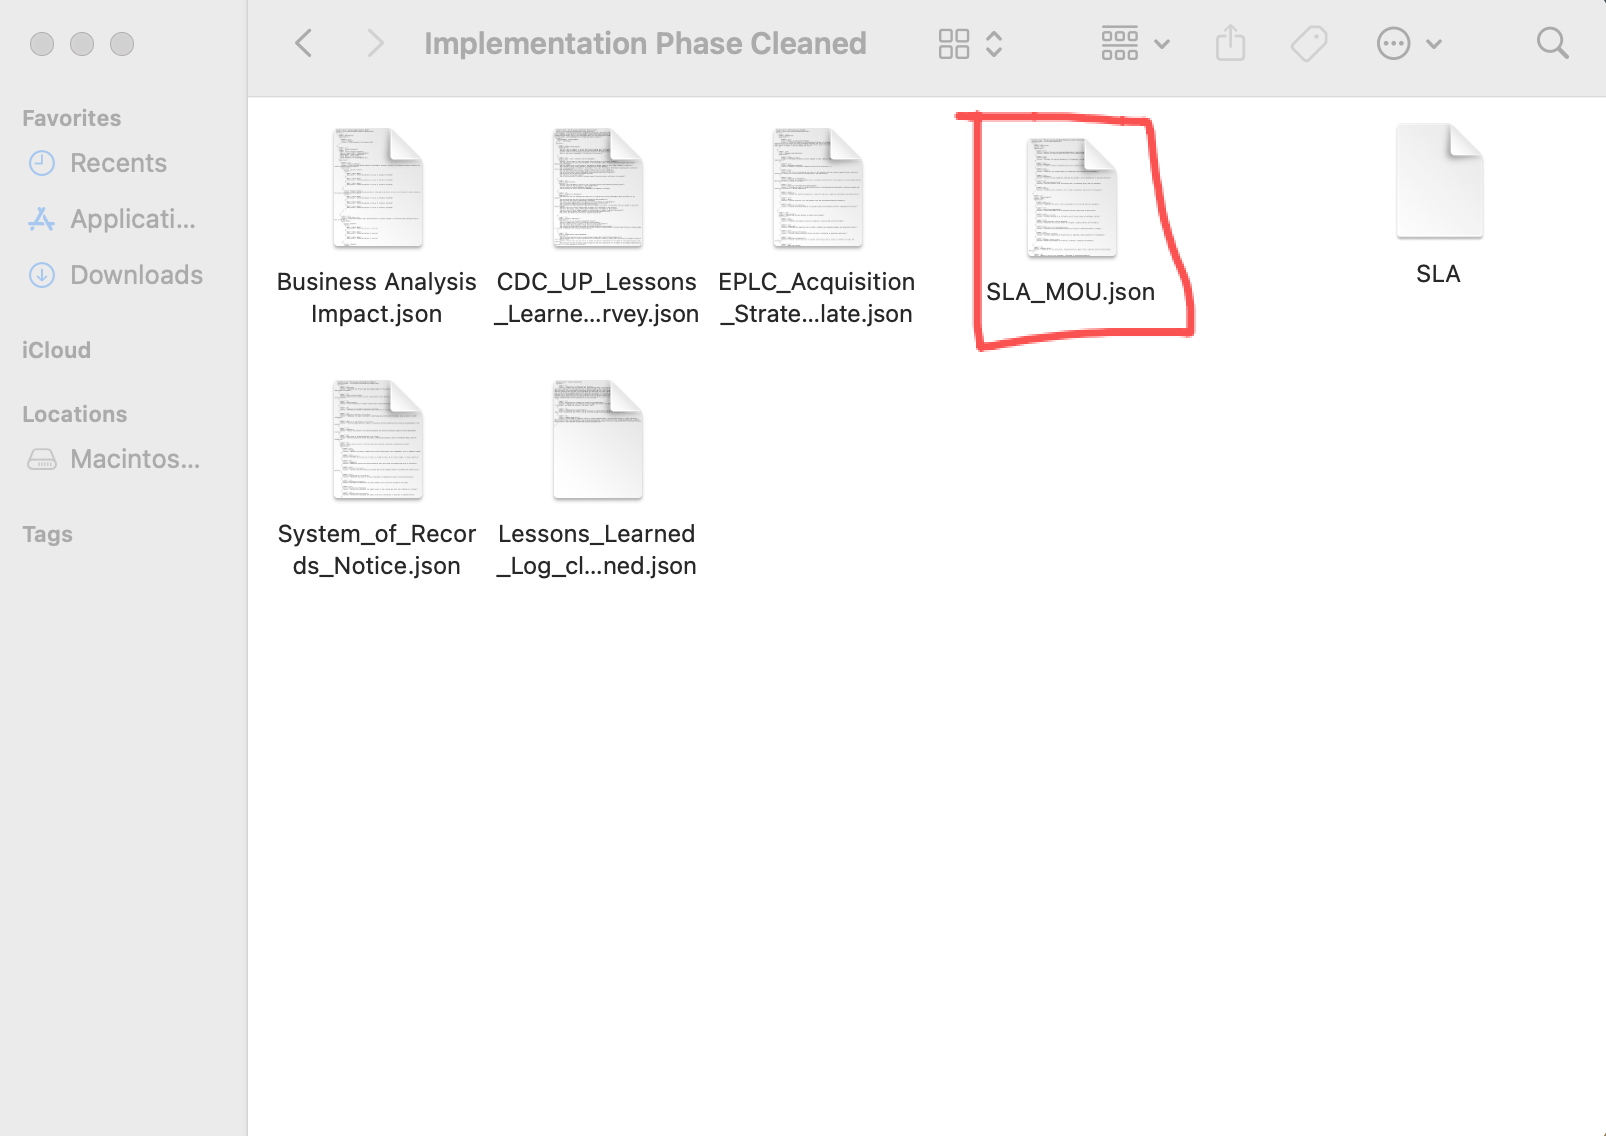 Implementation Phase Cleaned
Favorites
Recents
Applicati...
Downloads
iCloud
Locations
Macintos...
Tags
Business Analysis
Impact.json
CDC_UP_Lessons
_Learne...rvey.json
EPLC_Acquisition
_Strate...late.json
SLA_MOU.json
SLA
System_of_Recor
ds_Notice.json
Lessons_Learned
_Log_cl...ned.json